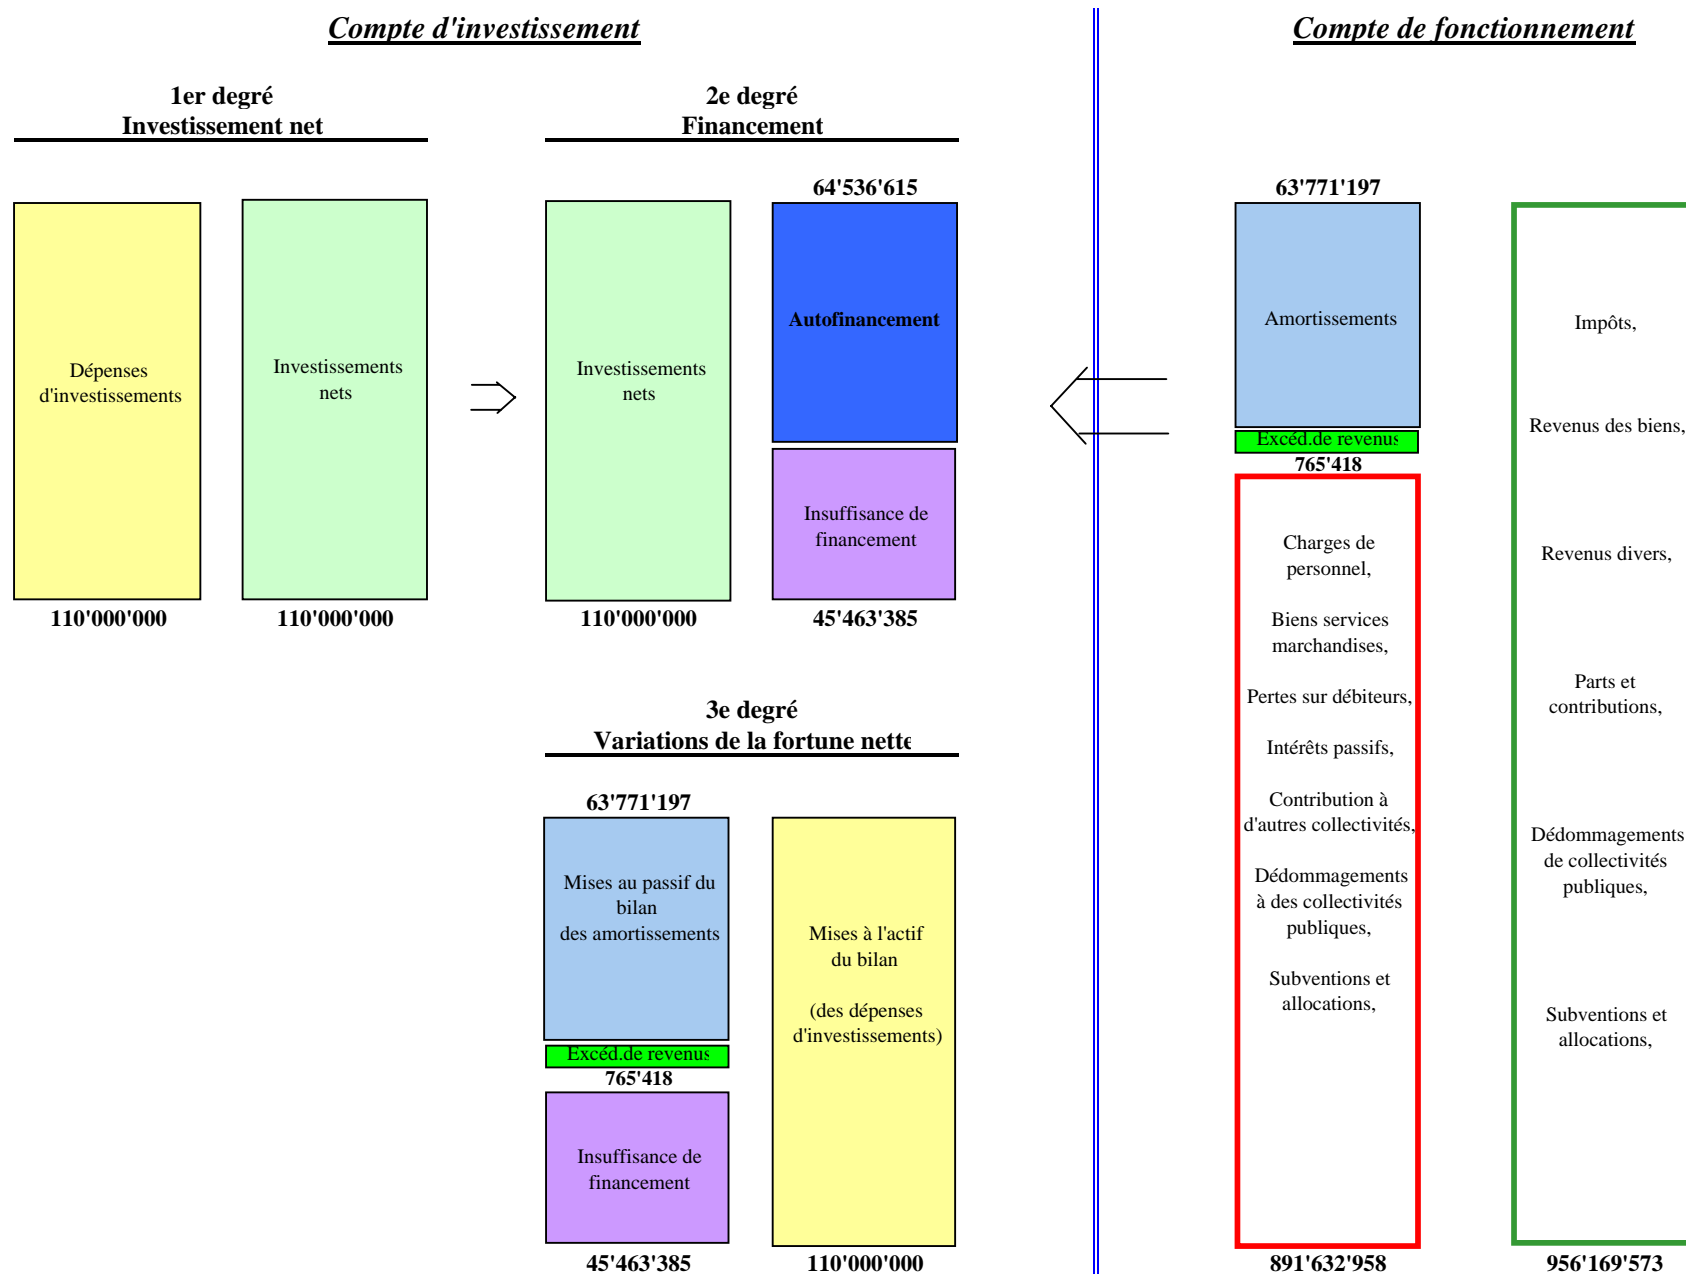 Compte d'investissement
Compte de fonctionnement
1er degré
Investissement net
2e degré
Financement
64'536'615
63'771'197
Dépenses
d'investissements
Investissements
nets
Investissements
nets
Autofinancement
Insuffisance de
financement
110'000'000
110'000'000
110'000'000
45'463'385
Amortissements
Excéd.de revenus
765'418
Charges de
personnel,
Biens services
marchandises,
Pertes sur débiteurs,
Intérêts passifs,
Contribution à
d'autres collectivités,
Dédommagements
à des collectivités
publiques,
Subventions et
allocations,
891'632'958
Impôts,
Revenus des biens,
Revenus divers,
Parts et
contributions,
Dédommagements
de collectivités
publiques,
Subventions et
allocations,
956'169'573
3e degré
Variations de la fortune nette
63'771'197
Mises au passif du
bilan
des amortissements
Excéd.de revenus
765'418
Insuffisance de
financement
45'463'385
Mises à l'actif
du bilan
(des dépenses
d'investissements)
110'000'000